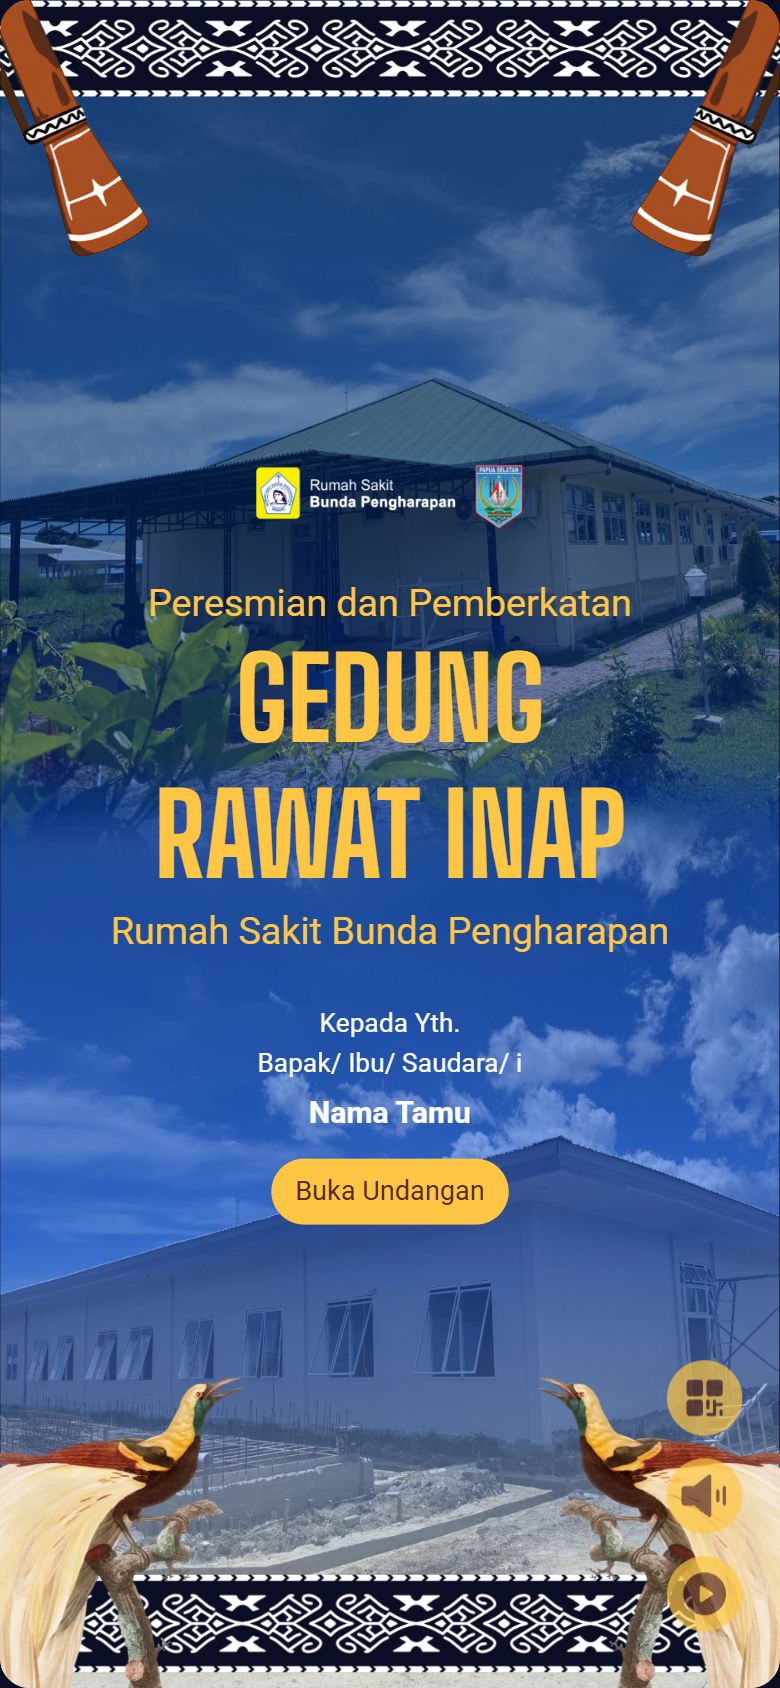 Rumah Sakit
Bunda Pengharapan
PAPUA SELATAN
Peresmian dan Pemberkatan
GEDUNG
RAWAT INAP
Rumah Sakit Bunda Pengharapan
Kepada Yth.
Bapak/ Ibu/ Saudara/ i
Nama Tamu
Buka Undangan